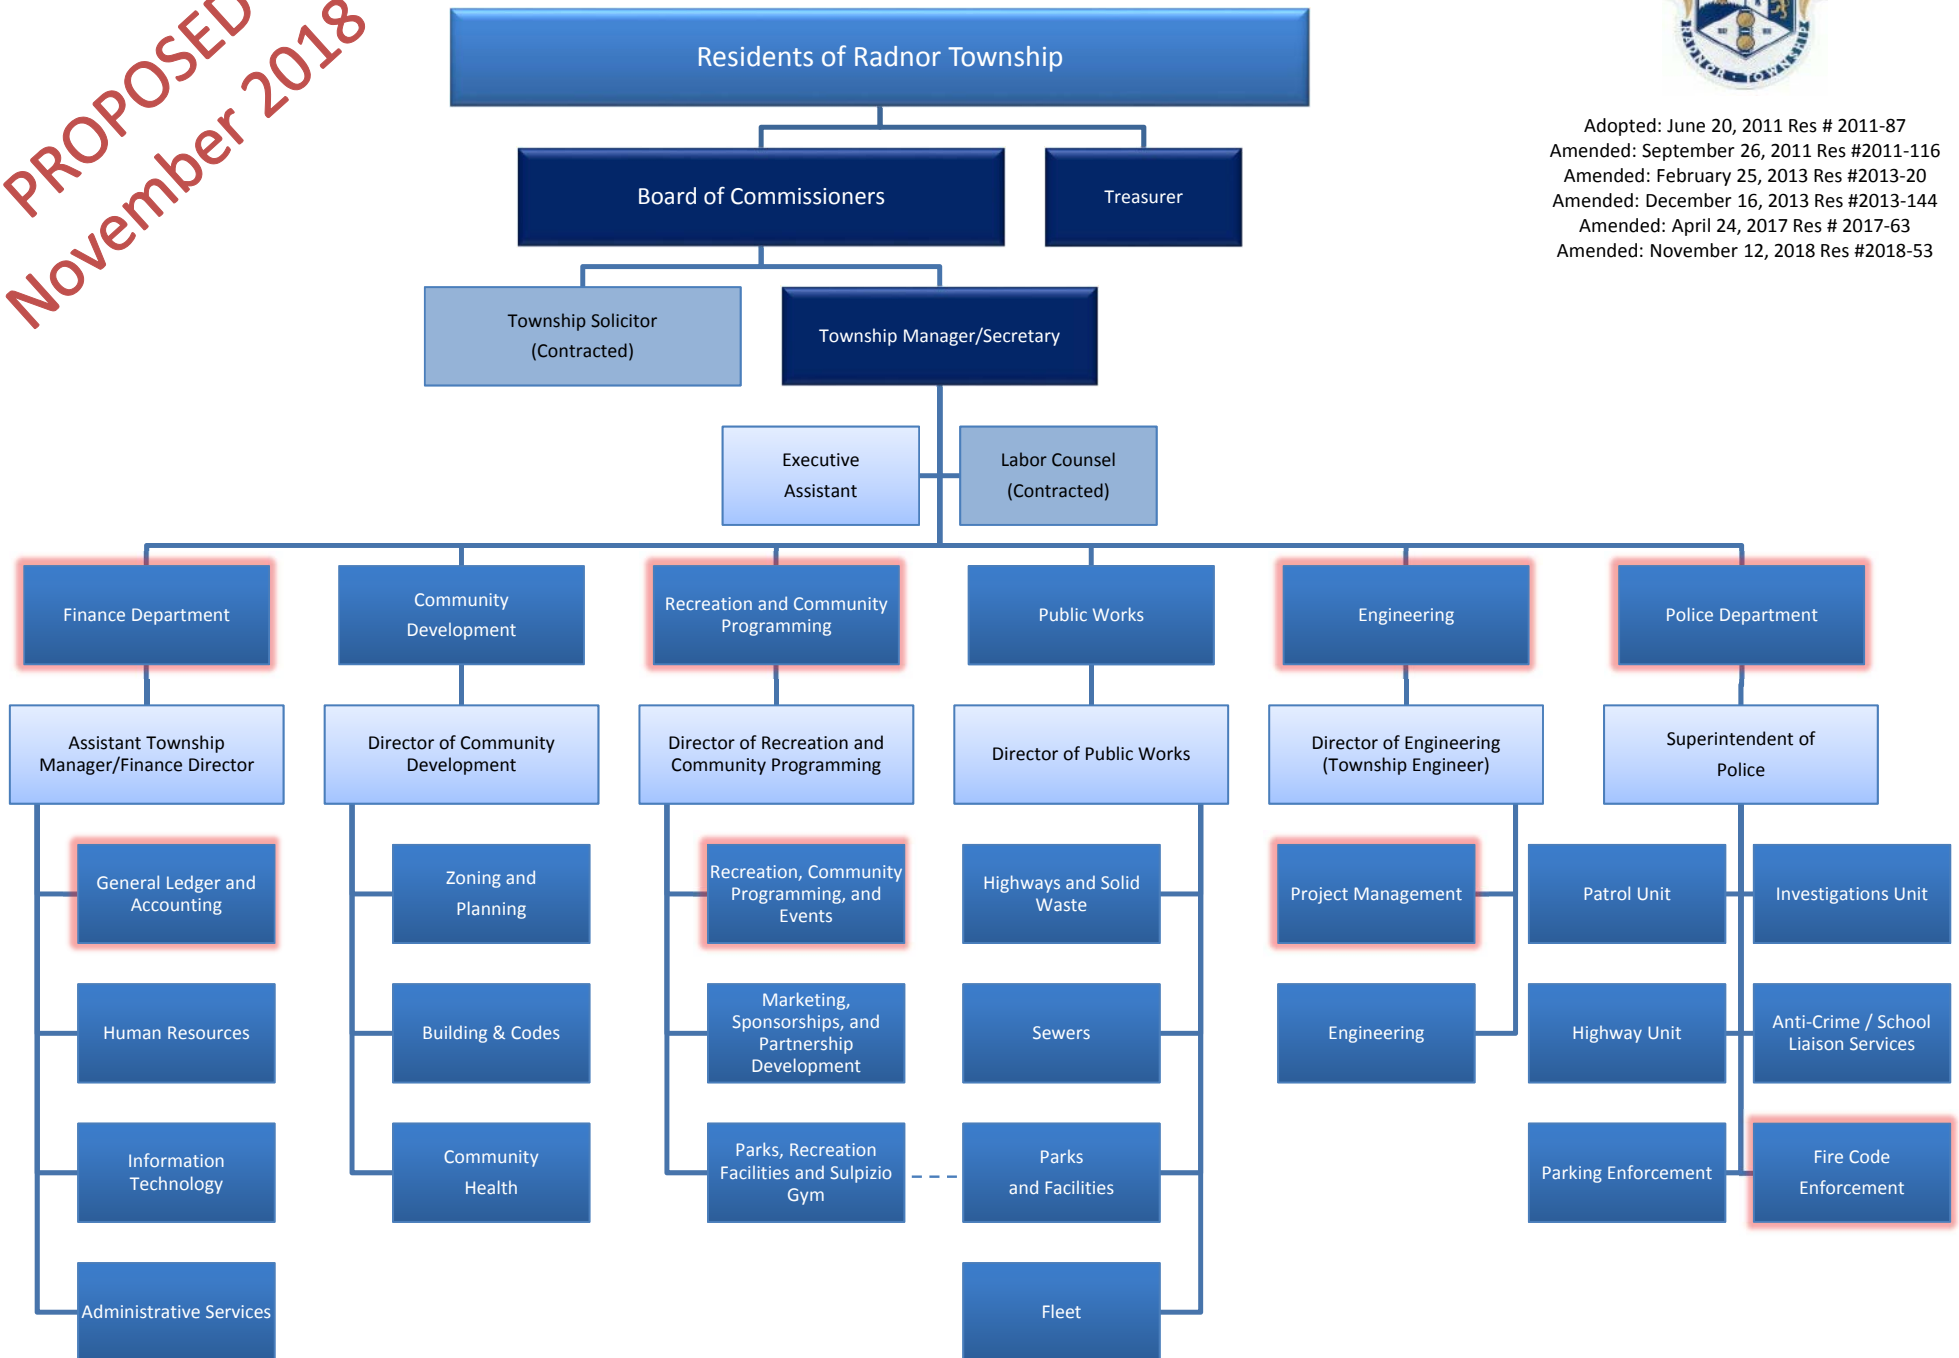 PROPOSED
November 2018
RADNOR · TOWNSHIP
Adopted: June 20, 2011 Res # 2011-87
Amended: September 26, 2011 Res #2011-116
Amended: February 25, 2013 Res #2013-20
Amended: December 16, 2013 Res #2013-144
Amended: April 24, 2017 Res # 2017-63
Amended: November 12, 2018 Res #2018-53
Residents of Radnor Township
Board of Commissioners
Treasurer
Township Solicitor
(Contracted)
Township Manager/Secretary
Executive
Assistant
Labor Counsel
(Contracted)
Finance Department
Community
Development
Recreation and Community
Programming
Public Works
Engineering
Police Department
Assistant Township
Manager/Finance Director
Director of Community
Development
Director of Recreation and
Community Programming
Director of Public Works
Director of Engineering
(Township Engineer)
Superintendent of
Police
General Ledger and
Accounting
Zoning and
Planning
Recreation, Community
Programming, and
Events
Highways and Solid
Waste
Project Management
Patrol Unit
Investigations Unit
Human Resources
Building & Codes
Marketing,
Sponsorships, and
Partnership
Development
Sewers
Engineering
Highway Unit
Anti-Crime / School
Liaison Services
Information
Technology
Community
Health
Parks, Recreation
Facilities and Sulpizio
Gym
Parks
and Facilities
Parking Enforcement
Fire Code
Enforcement
Administrative Services
Fleet